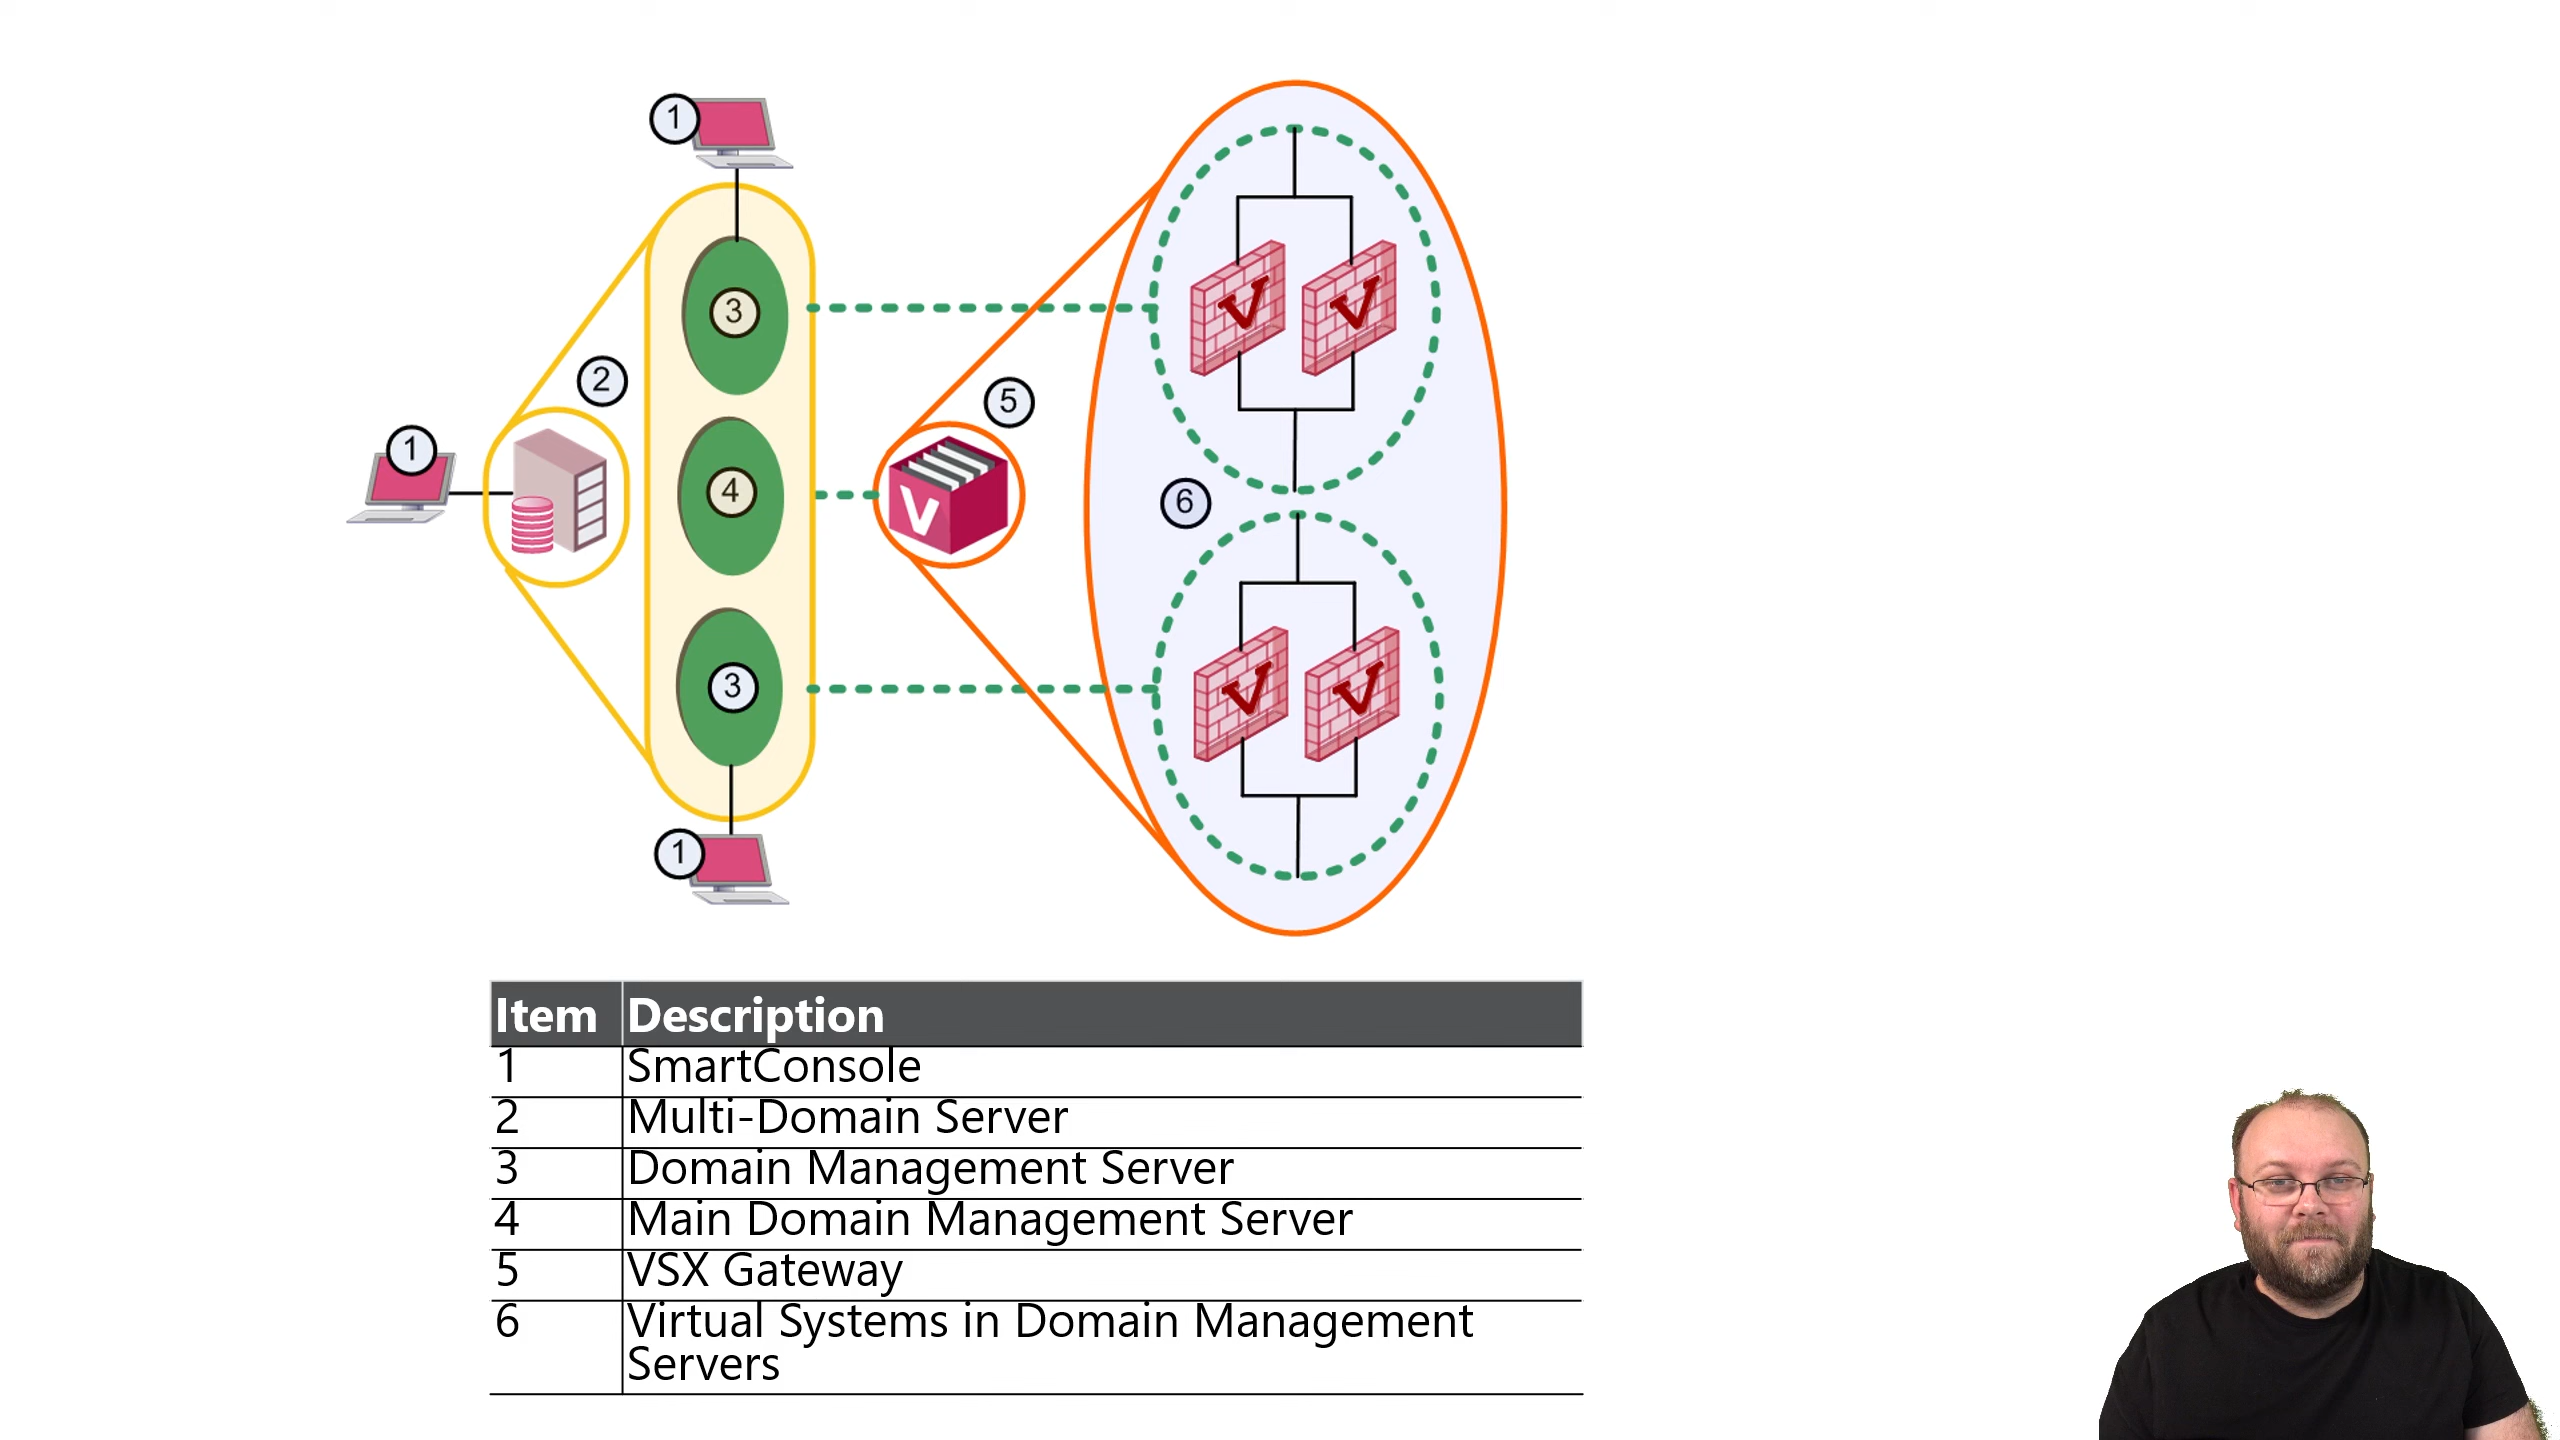 1
3
2
5
1
4
6
3
1
Item Description
1 SmartConsole
2 Multi-Domain Server
3 Domain Management Server
4 Main Domain Management Server
5 VSX Gateway
6 Virtual Systems in Domain Management
Servers
V
V
V
V
V